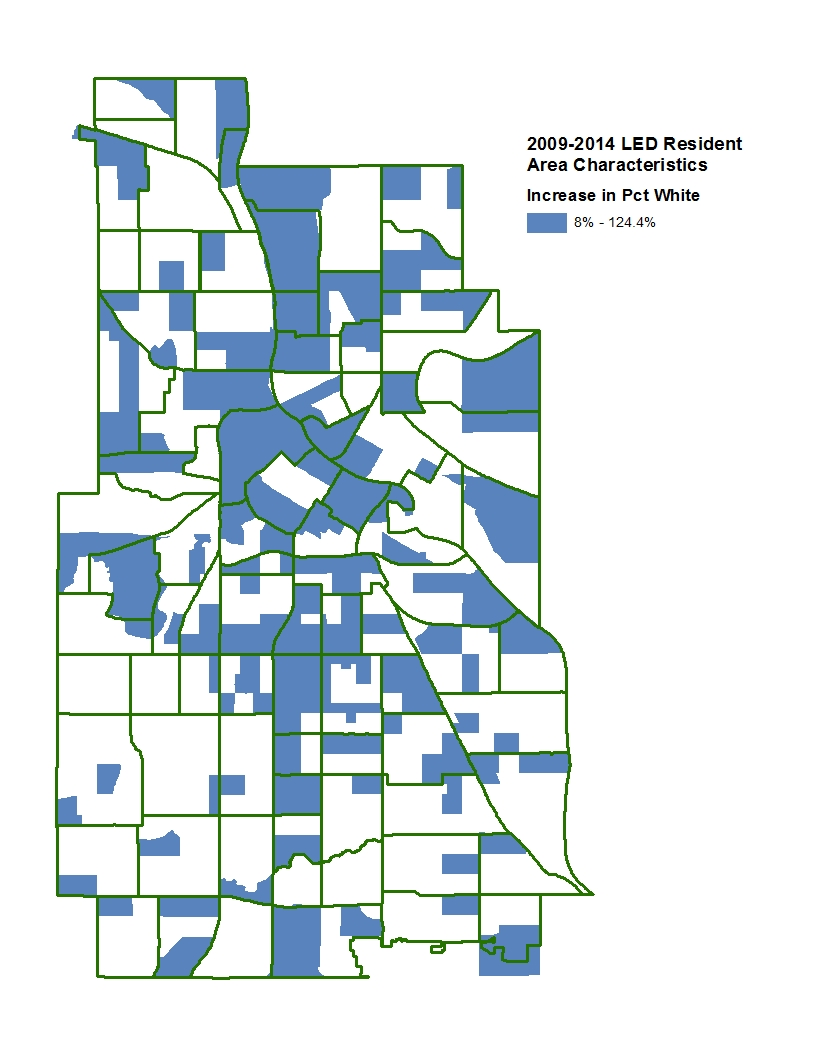 2009-2014 LED Resident
Area Characteristics
Increase in Pct White
8% - 124.4%